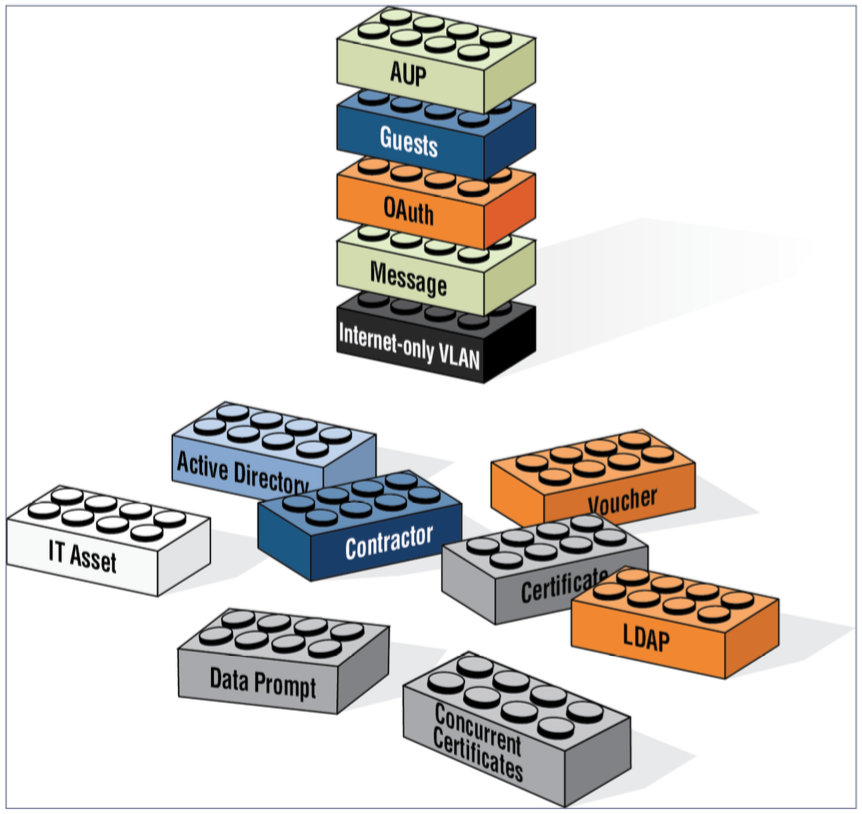 AUP
Guests
OAuth
Message
Internet-only VLAN
Active Directory
Voucher
IT Asset
Contractor
Certificate
LDAP
Data Prompt
Concurrent
Certificates